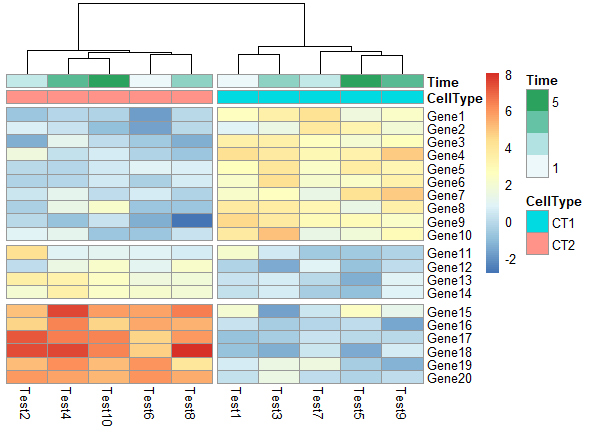 Time
CellType
Gene1
Gene2
Gene3
Gene4
Gene5
Gene6
Gene7
Gene8
Gene9
Gene10
Gene11
Gene12
Gene13
Gene14
Gene15
Gene16
Gene17
Gene18
Gene19
Gene20
Test2
Test4
Test10
Test6
Test8
Test1
Test3
Test7
Test5
Test9
8
6
4
2
0
-2
Time
5
1
CellType
CT1
CT2